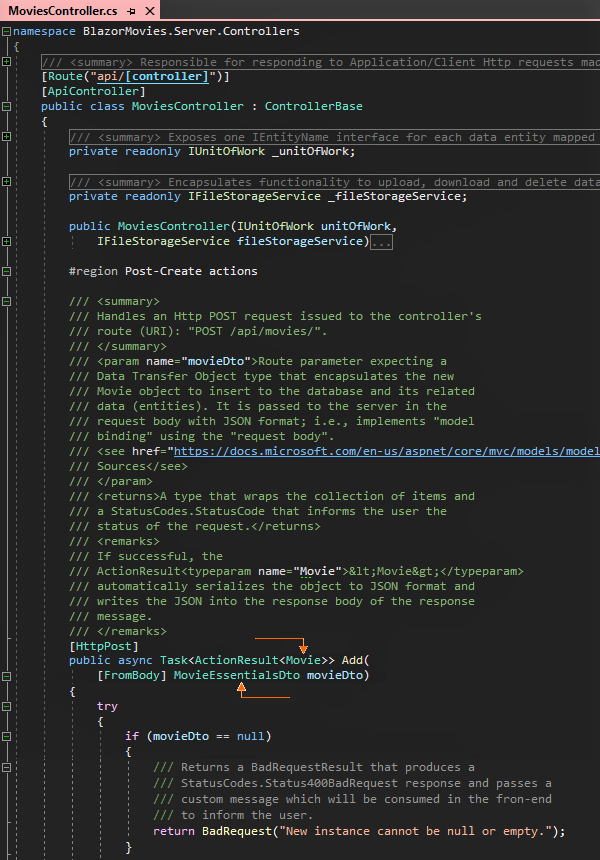 MoviesController.cs
namespace BlazorMovies.Server.Controllers
{
/// <summary> Responsible for responding to Application/Client Http requests mad
[Route("api/[controller]")]
[ApiController]
public class MoviesController : ControllerBase
{
/// <summary> Exposes one IEntityName interface for each data entity mapped
private readonly IUnitOfWork _unitOfWork;
/// <summary> Encapsulates functionality to upload, download and delete data
private readonly IFileStorageService _fileStorageService;
public MoviesController(IUnitOfWork unitOfWork,
IFileStorageService fileStorageService)...
#region Post-Create actions
/// <summary>
/// Handles an Http POST request issued to the controller's
/// route (URI): "POST /api/movies/".
/// </summary>
/// <param name="movieDto">Route parameter expecting a
/// Data Transfer Object type that encapsulates the new
/// Movie object to insert to the database and its related
/// data (entities). It is passed to the server in the
/// request body with JSON format; i.e., implements "model
/// binding" using the "request body".
/// <see href="https://docs.microsoft.com/en-us/aspnet/core/mvc/models/model
/// Sources</see>
/// </param>
/// <returns>A type that wraps the collection of items and
/// a StatusCodes.StatusCode that informs the user the
/// status of the request.</returns>
/// <remarks>
/// If successful, the
/// ActionResult<typeparam name="Movie">&lt;Movie&gt;</typeparam>
/// automatically serializes the object to JSON format and
/// writes the JSON into the response body of the response
/// message.
/// </remarks>
[HttpPost]
public async Task<ActionResult<Movie>> Add(
[FromBody] MovieEssentialsDto movieDto)
{
try
{
if (movieDto == null)
{
/// Returns a BadRequestResult that produces a
/// StatusCodes.Status400BadRequest response and passes a
/// custom message which will be consumed in the fron-end
/// to inform the user.
return BadRequest("New instance cannot be null or empty.");
}